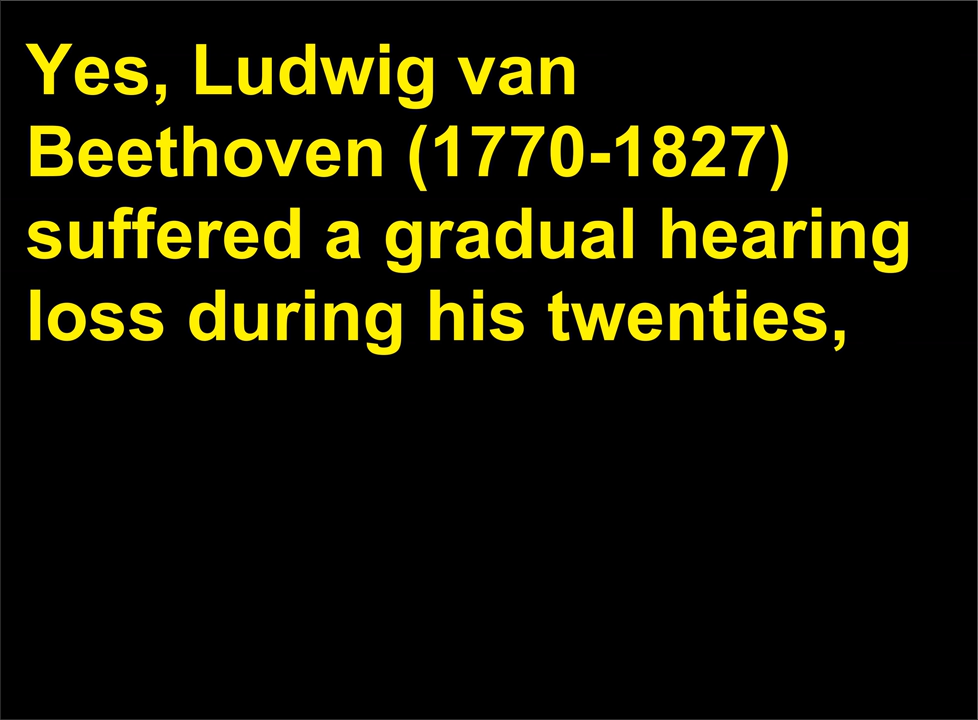 Yes, Ludwig van
Beethoven (1770-1827)
suffered a gradual hearing
loss during his twenties,